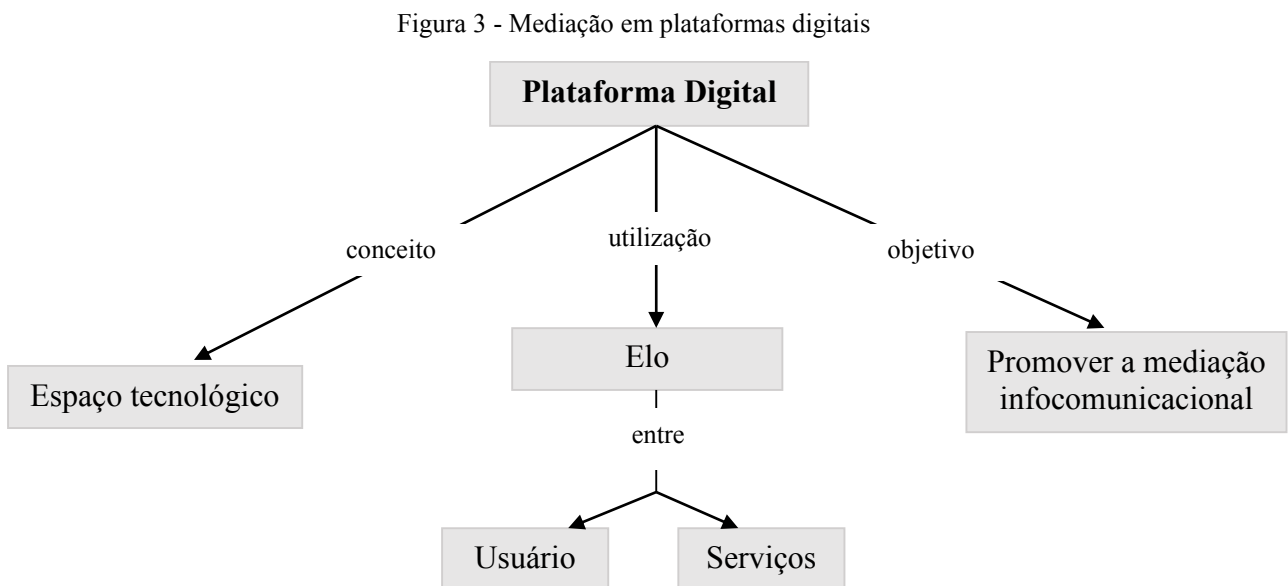 Figura 3 - Mediação em plataformas digitais
Plataforma Digital
conceito
utilização
objetivo
Espaço tecnológico
Elo
Promover a mediação
infocomunicacional
entre
Usuário
Serviços